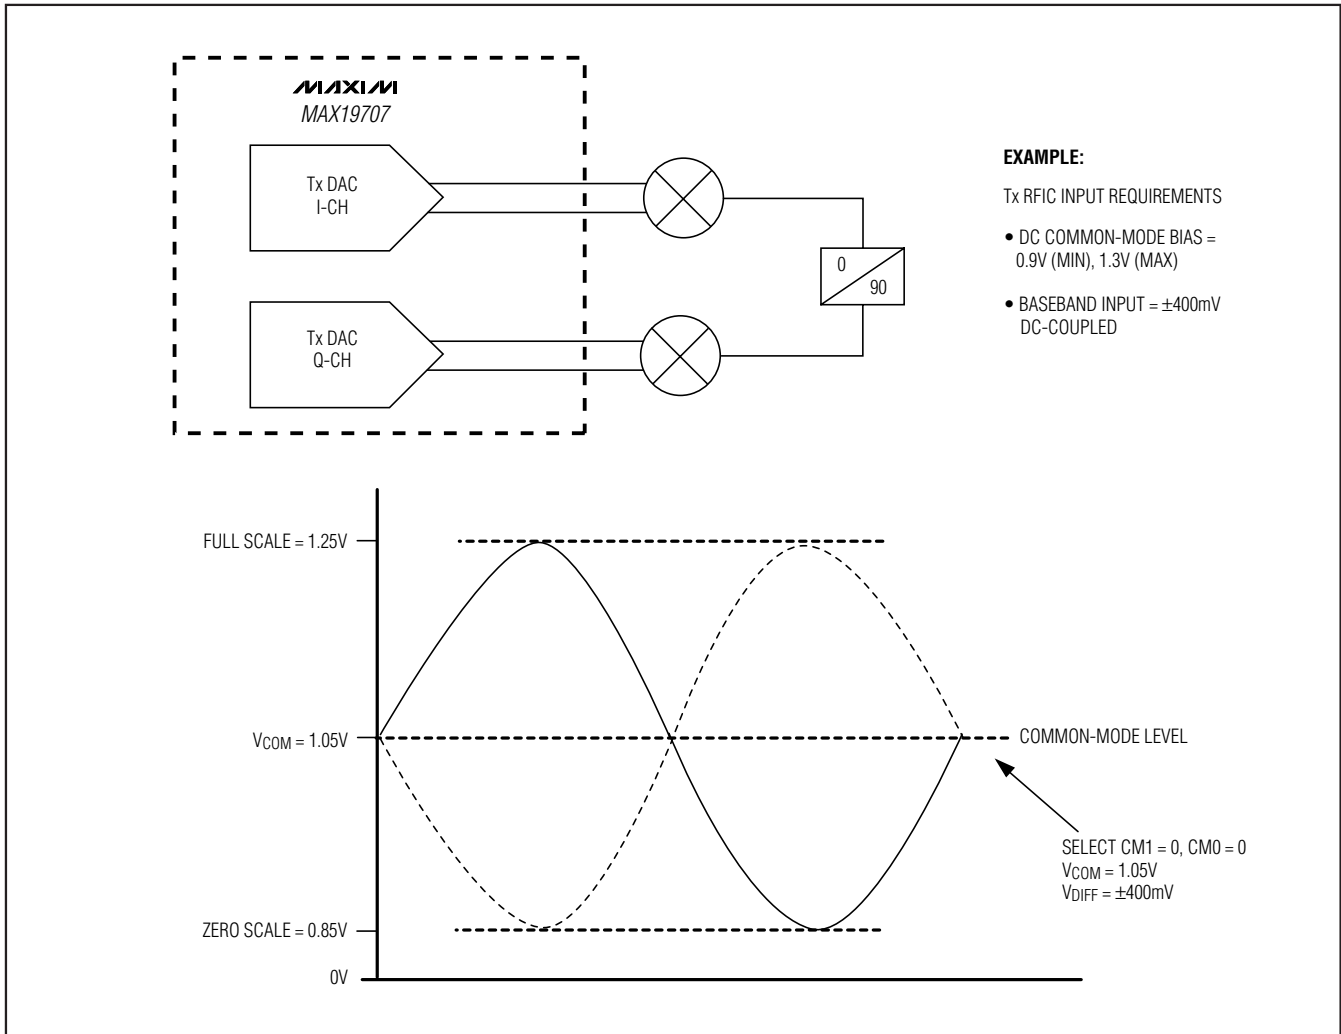 MAXIM
MAX19707
Tx DAC
I-CH
Tx DAC
Q-CH
0
90
EXAMPLE:
Tx RFIC INPUT REQUIREMENTS
• DC COMMON-MODE BIAS =
0.9V (MIN), 1.3V (MAX)
• BASEBAND INPUT = ±400mV
DC-COUPLED
FULL SCALE = 1.25V
VCOM = 1.05V
COMMON-MODE LEVEL
SELECT CM1 = 0, CM0 = 0
VCOM = 1.05V
VDIFF = ±400mV
ZERO SCALE = 0.85V
0V